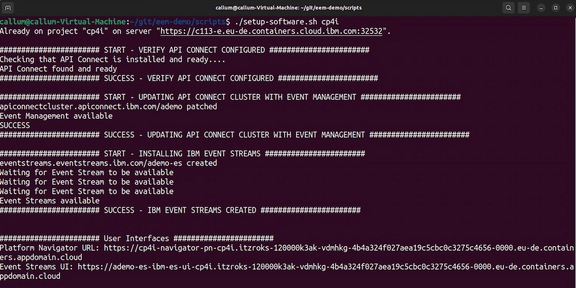 callum@callum-Virtual-Machine: ~/git/eem-demo/scripts
callum@callum-Virtual-Machine:~/git/eem-demo/scripts$ ./setup-software.sh cp4i
Already on project "cp4i" on server "https://c113-e.eu-de.containers.cloud.ibm.com:32532".
####################### START - VERIFY API CONNECT CONFIGURED #######################
Checking that API Connect is installed and ready....
API Connect found and ready
####################### SUCCESS - VERIFY API CONNECT CONFIGURED #######################
####################### START - UPDATING API CONNECT CLUSTER WITH EVENT MANAGEMENT #######################
apiconnectcluster.apiconnect.ibm.com/ademo patched
Event Management available
SUCCESS
####################### SUCCESS - UPDATING API CONNECT CLUSTER WITH EVENT MANAGEMENT #######################
####################### START - INSTALLING IBM EVENT STREAMS #######################
eventstreams.eventstreams.ibm.com/ademo-es created
Waiting for Event Stream to be available
Waiting for Event Stream to be available
Waiting for Event Stream to be available
Event Streams available
####################### SUCCESS - IBM EVENT STREAMS CREATED #######################
####################### User Interfaces #######################
Platform Navigator URL: https://cp4i-navigator-pn-cp4i.itzroks-120000k3ak-vdmhkg-4b4a324f027aea19c5cbc0c3275c4656-0000.eu-de.contain
ers.appdomain.cloud
Event Streams UI: https://ademo-es-ibm-es-ui-cp4i.itzroks-120000k3ak-vdmhkg-4b4a324f027aea19c5cbc0c3275c4656-0000.eu-de.containers.a
ppdomain.cloud